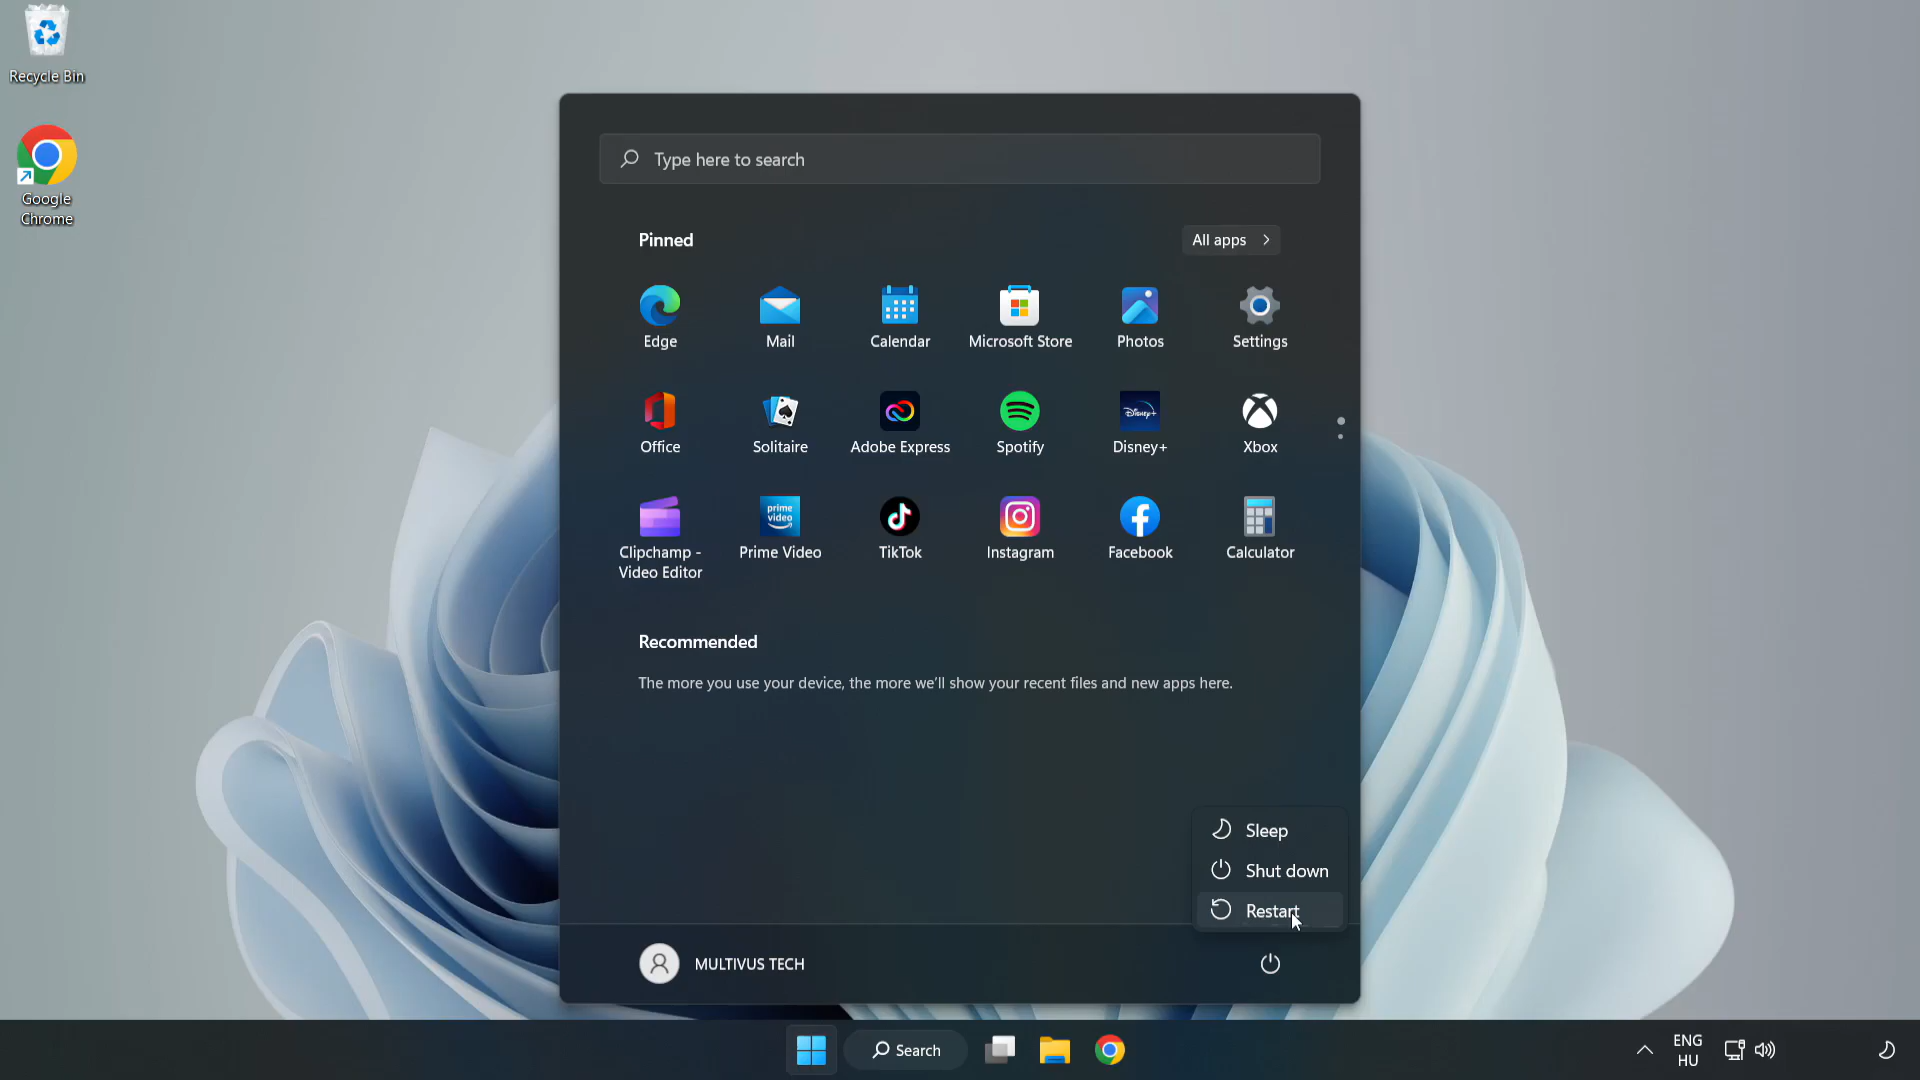 Recycle Bin
Google
Chrome
Type here to search
Pinned
All apps
Edge
Mail
Calendar
Microsoft Store
Photos
Settings
Disney+
Office
Solitaire
Adobe Express
Spotify
Disney+
Xbox
prime
video
Clipchamp -
Video Editor
Prime Video
TikTok
Instagram
Facebook
Calculator
Recommended
The more you use your device, the more we'll show your recent files and new apps here.
Sleep
Shut down
Restart
MULTIVUS TECH
Search
ENG
HU